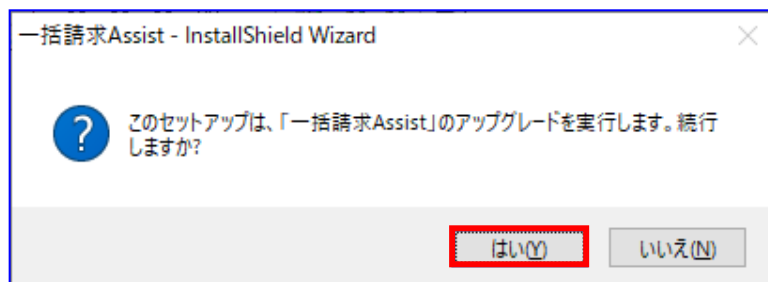 一括請求Assist - InstallShield Wizard
このセットアップは、「一括請求Assist」のアップグレードを実行します。続行
しますか?
はい(Y) いいえ(N)